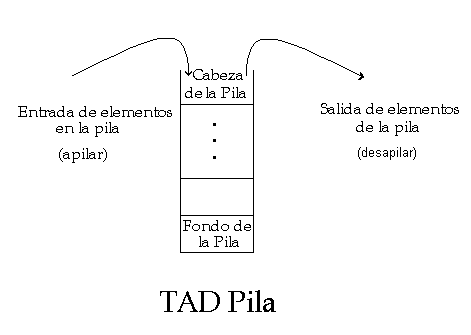 Cabeza
de la Pila
Entrada de elementos
en la pila
(apilar)
Salida de elementos
de la pila
(desapilar)
Fondo de
la Pila
TAD Pila